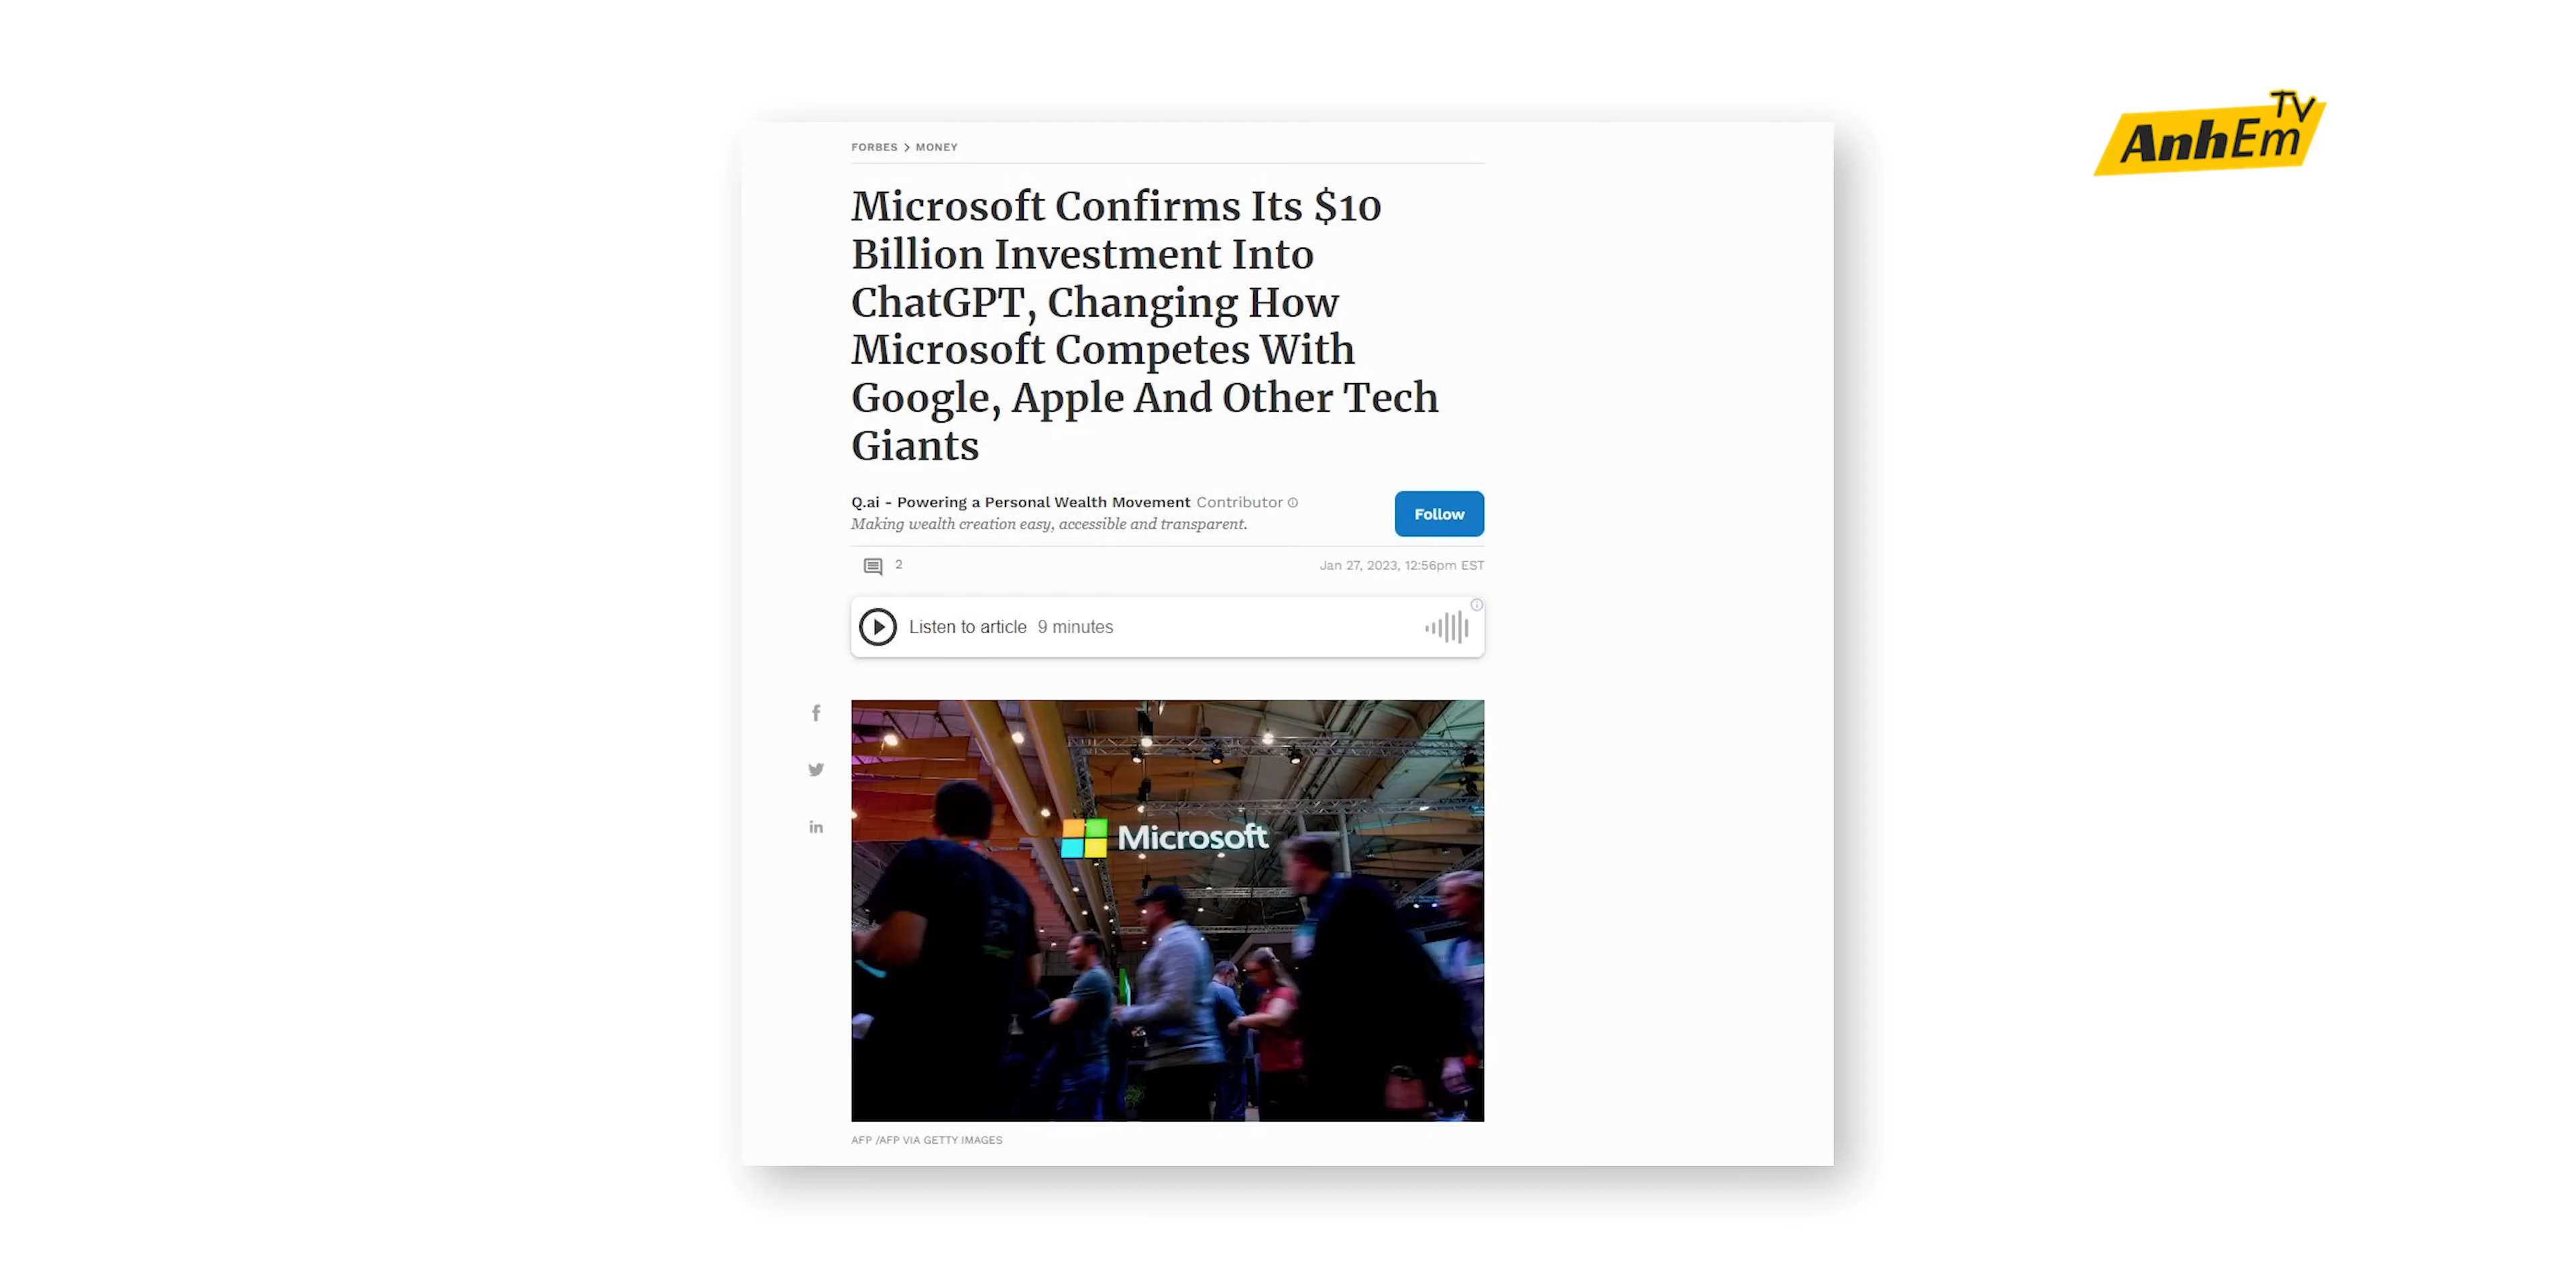 TV
AnhEm
FORBES > MONEY
Microsoft Confirms Its $10
Billion Investment Into
ChatGPT, Changing How
Microsoft Competes With
Google, Apple And Other Tech
Giants
Q.ai - Powering a Personal Wealth Movement Contributor
Making wealth creation easy, accessible and transparent.
Follow
2
Jan 27, 2023, 12:56pm EST
Listen to article 9 minutes
Microsoft
AFP /AFP VIA GETTY IMAGES